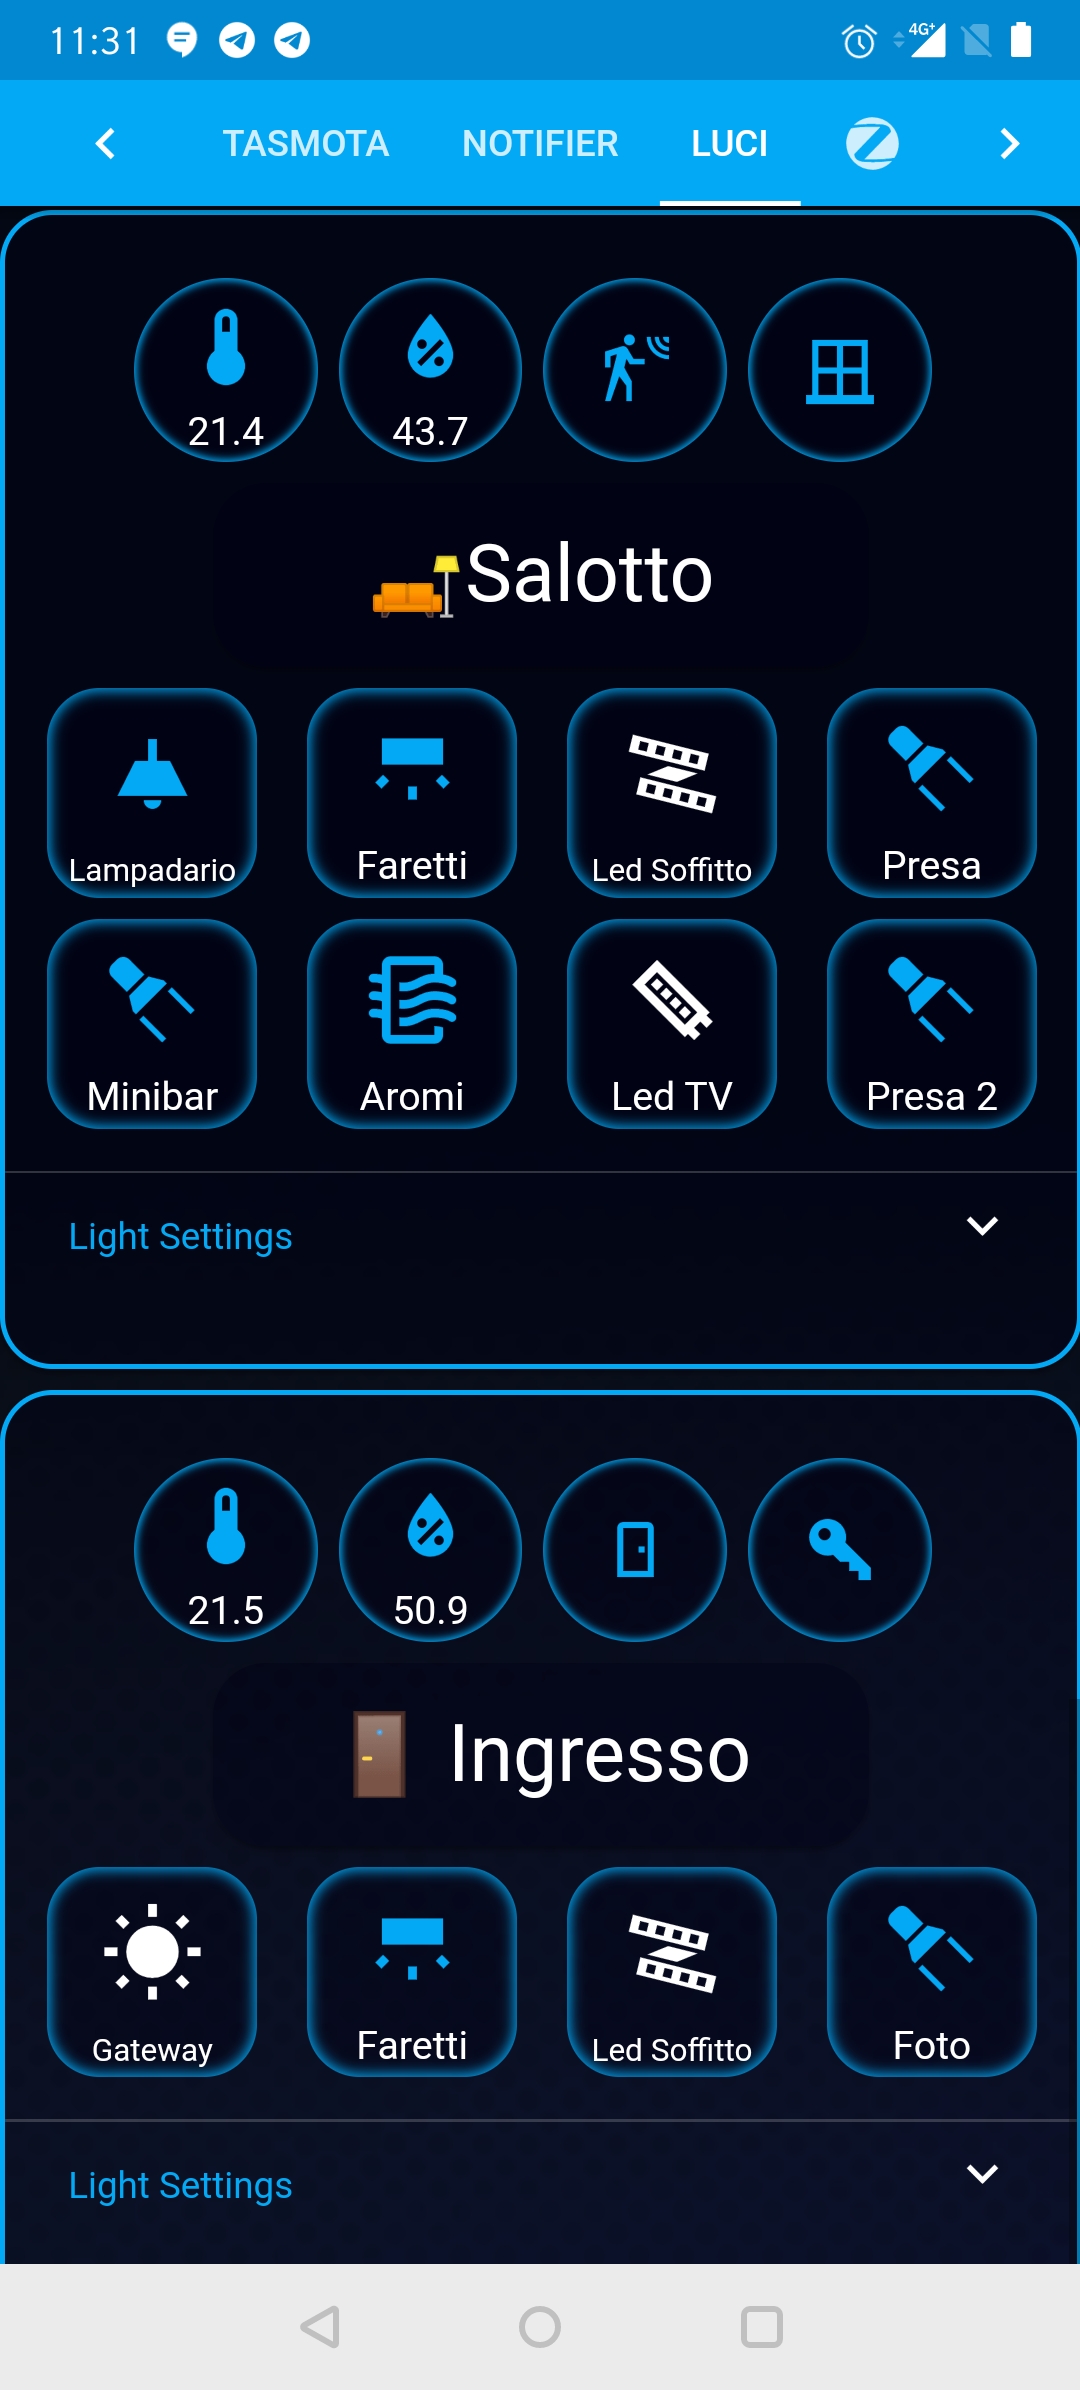 11:31 4G+
TASMOTA NOTIFIER LUCI
21.4 43.7
Salotto
Lampadario Faretti Led Soffitto Presa
Minibar Aromi Led TV Presa 2
Light Settings
21.5 50.9
Ingresso
Gateway Faretti Led Soffitto Foto
Light Settings